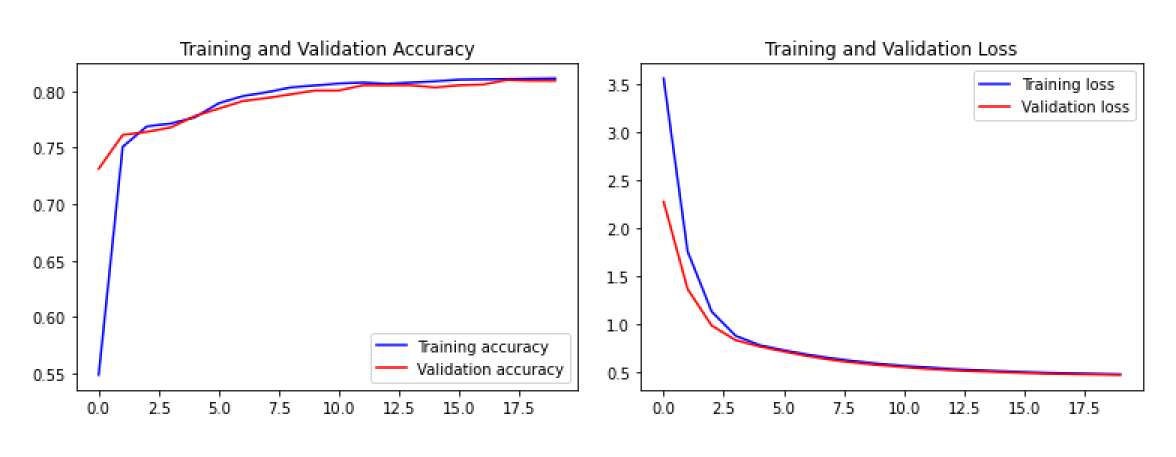 Training and Validation Accuracy
0.80
0.75
0.70
0.65
0.60
0.55
Training accuracy
Validation accuracy
0.0 2.5 5.0 7.5 10.0 12.5 15.0 17.5
Training and Validation Loss
3.5
3.0
2.5
2.0
1.5
1.0
0.5
Training loss
Validation loss
0.0 2.5 5.0 7.5 10.0 12.5 15.0 17.5